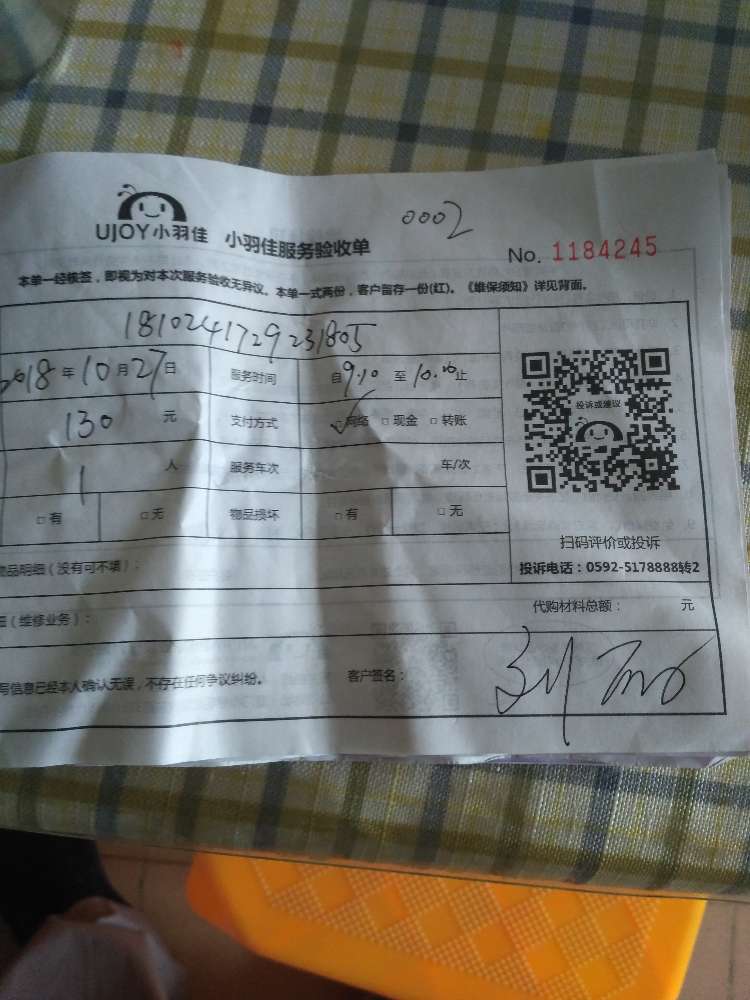 0002
UJOY小羽佳 小羽佳服务验收单
No. 1184245
本单一经核签，即视为对本次服务验收无异议。本单一式两份，客户留存一份(红)。《维保须知》详见背面。
1810241729231805
2018年10月27日 服务时间 自9.10至10.10止
130元 支付方式 ☑网络 □现金 □转账
1人 服务车次 车/次
□有 □无 物品损坏 □有 □无
投诉或建议
扫码评价或投诉
投诉电话：0592-5178888转2
物品明细（没有可不填）：
（维修业务）： 代购材料总额： 元
信息已经本人确认无误，不存在任何争议纠纷。 客户签名：刘